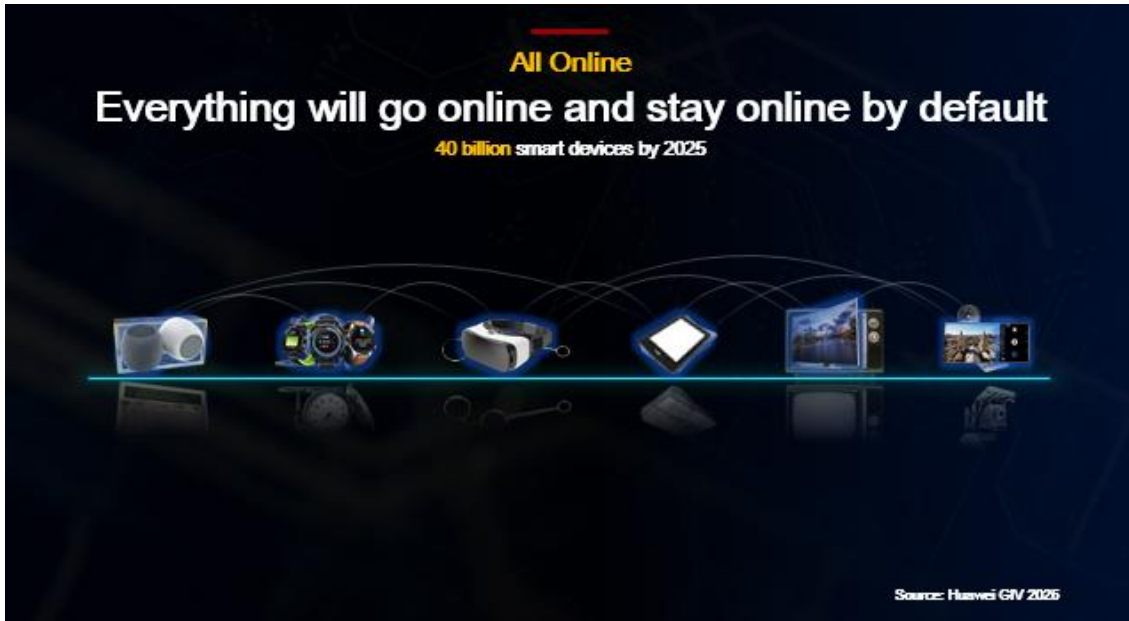 All Online
Everything will go online and stay online by default
40 billion smart devices by 2025
Source: Huawei GIV 2025